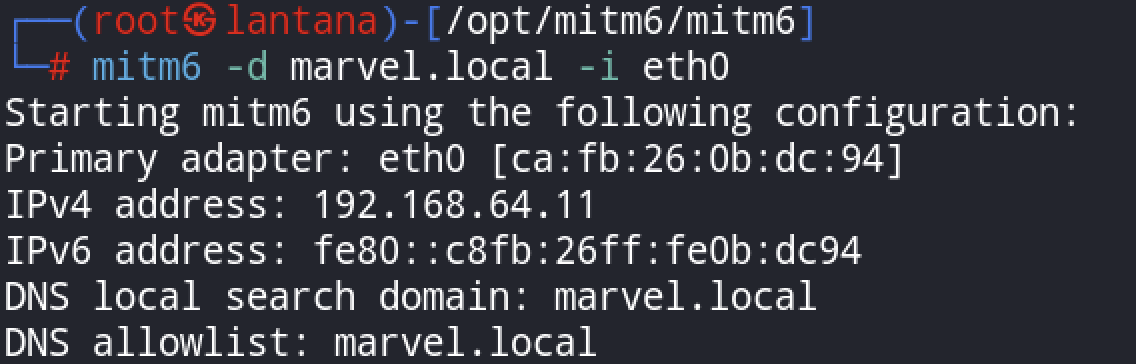 ┌──(root㉿lantana)-[/opt/mitm6/mitm6]
└─# mitm6 -d marvel.local -i eth0
Starting mitm6 using the following configuration:
Primary adapter: eth0 [ca:fb:26:0b:dc:94]
IPv4 address: 192.168.64.11
IPv6 address: fe80::c8fb:26ff:fe0b:dc94
DNS local search domain: marvel.local
DNS allowlist: marvel.local